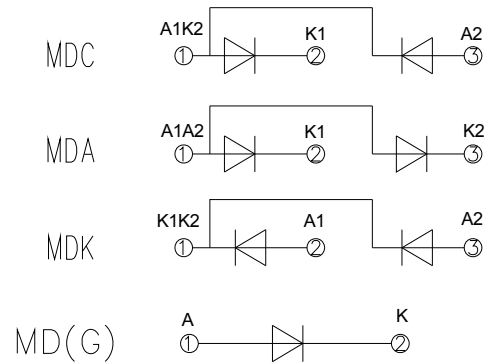 A1K2 K1 A2
MDC ① ② ③
A1A2 K1 K2
MDA ① ② ③
K1K2 A1 A2
MDK ① ② ③
A K
MD(G) ① ②